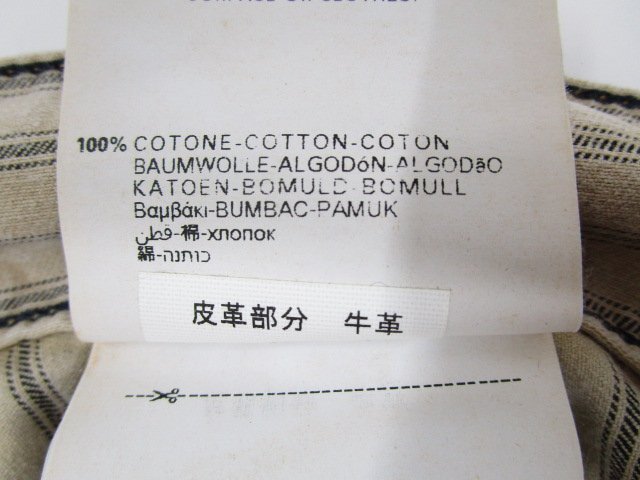 100% COTONE-COTTON-COTON
BAUMWOLLE-ALGODóN-ALGODãO
KATOEN-BOMULD-BOMULL
Βαμβάκι-BUMBAC-PAMUK
قطن-棉-хлопок
綿-כותנה
皮革部分 牛革